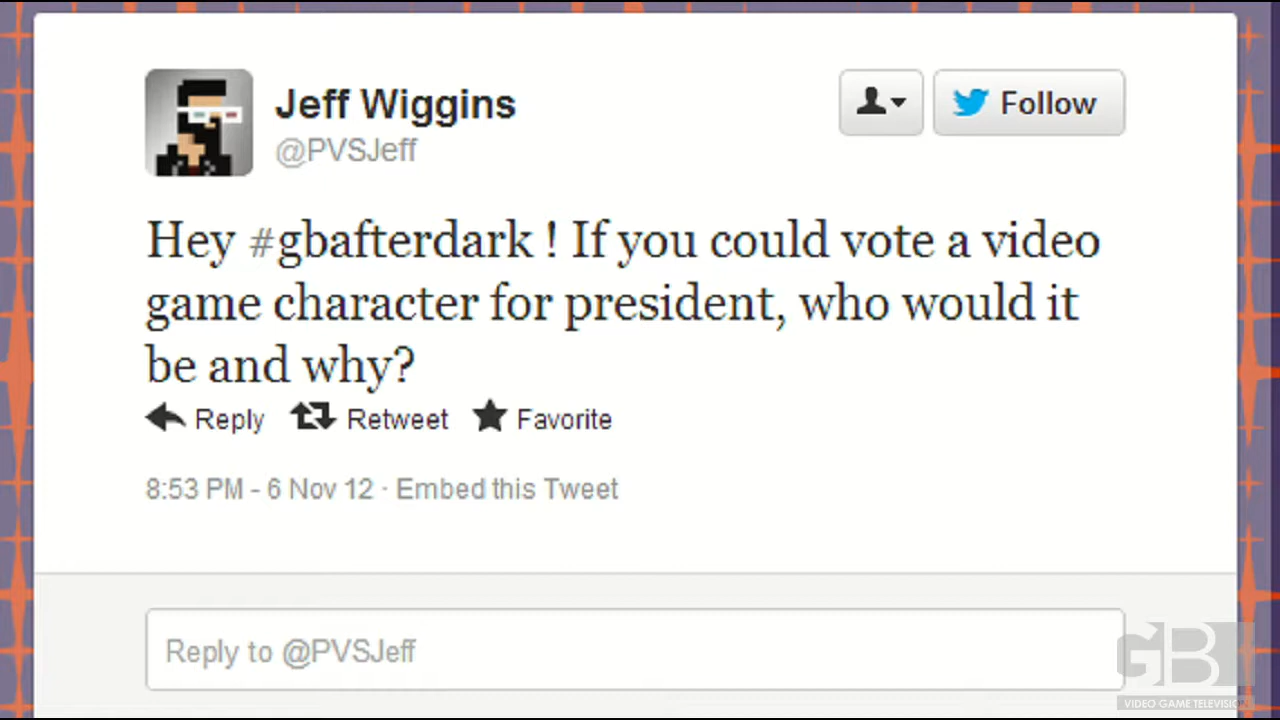 Jeff Wiggins
@PVSJeff
Follow
Hey #gbafterdark ! If you could vote a video
game character for president, who would it
be and why?
Reply Retweet Favorite
8:53 PM - 6 Nov 12 · Embed this Tweet
Reply to @PVSJeff
GB
VIDEO GAME TELEVISION